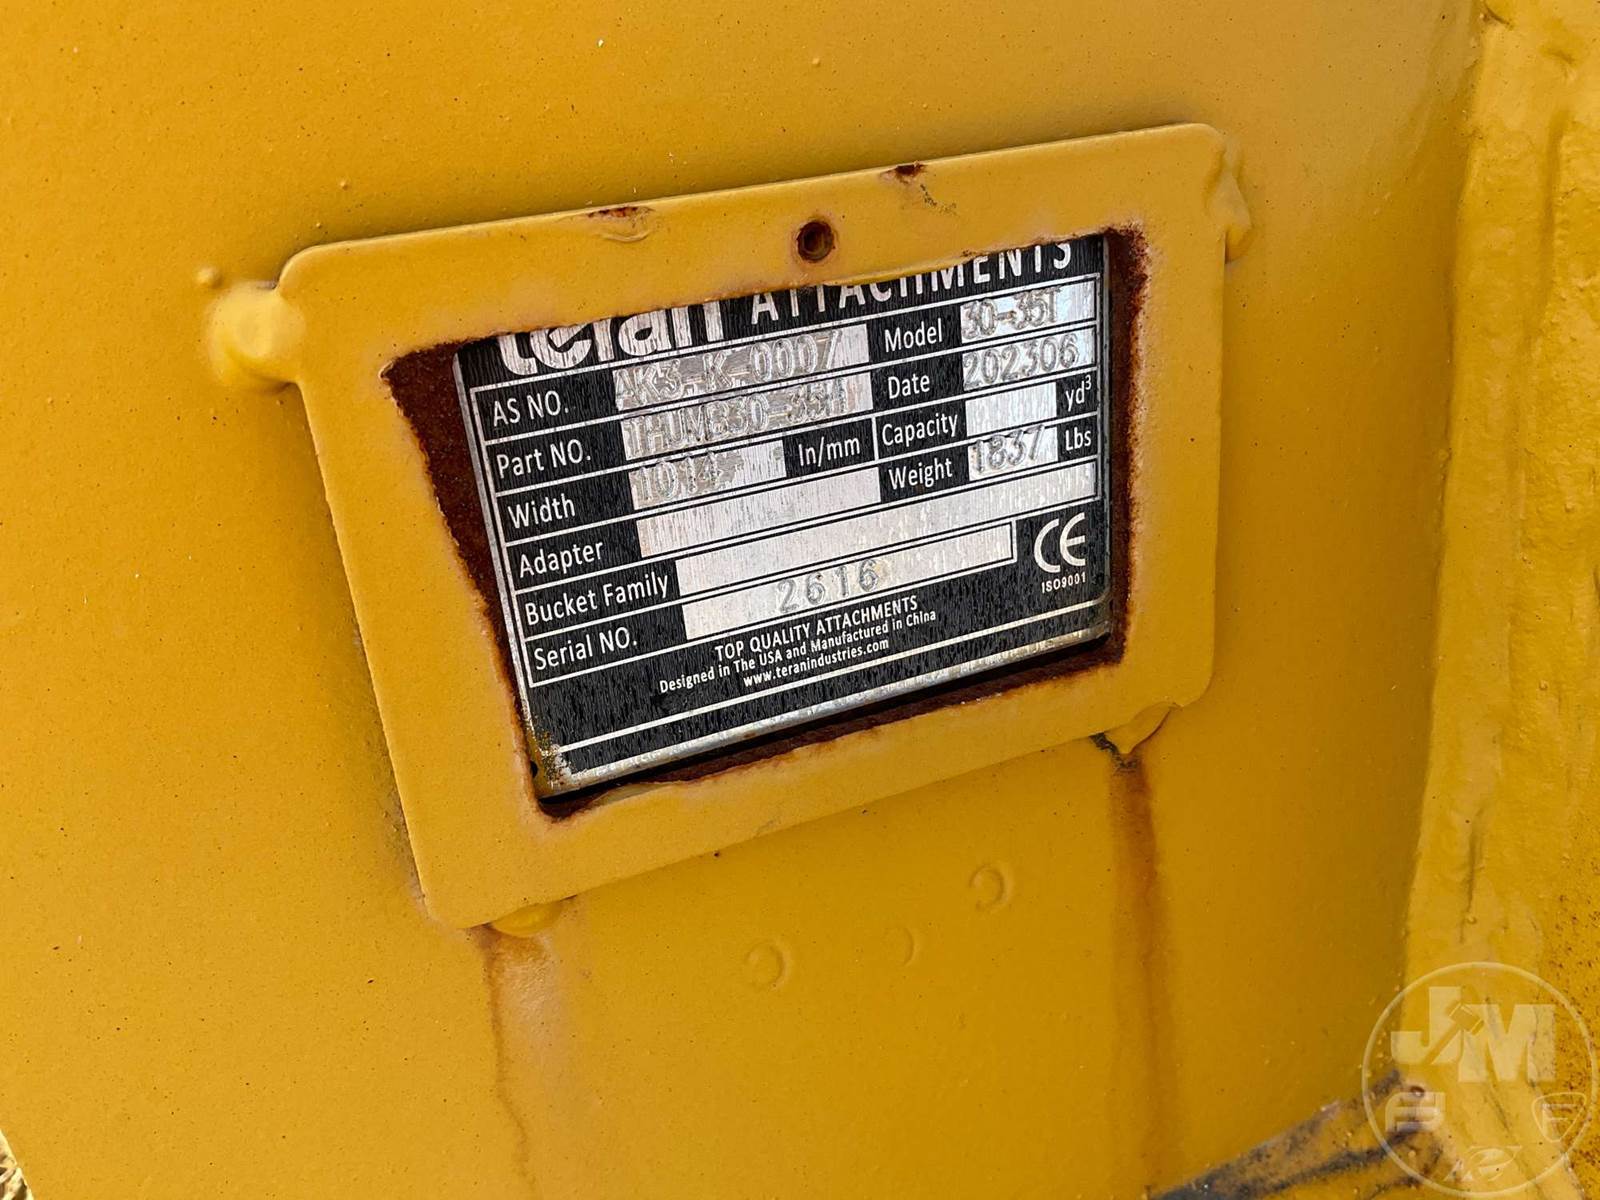 teran ATTACHMENTS
AS NO. AK3-K-0007 Model 30-35T
Part NO. THUMB30-35T Date 202306
Width 1014 In/mm Capacity yd³
Adapter Weight 1837 Lbs
Bucket Family
Serial NO. 2616
CE
ISO9001
TOP QUALITY ATTACHMENTS
Designed in The USA and Manufactured in China
www.teranindustries.com
JM